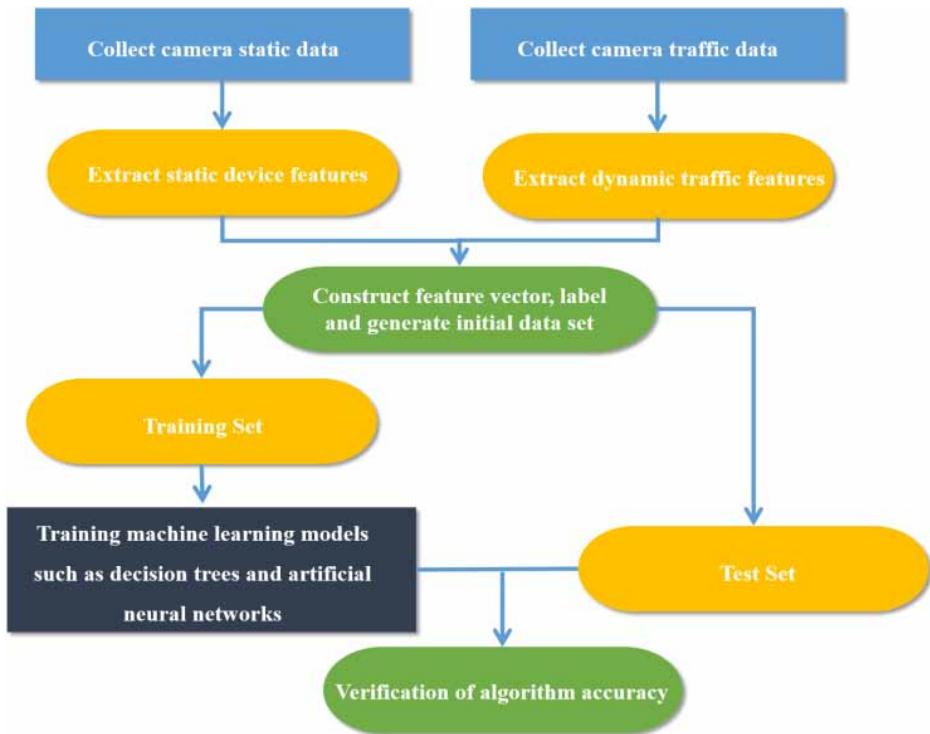 Collect camera static data
Collect camera traffic data
Extract static device features
Extract dynamic traffic features
Construct feature vector, label
and generate initial data set
Training Set
Training machine learning models
such as decision trees and artificial
neural networks
Test Set
Verification of algorithm accuracy